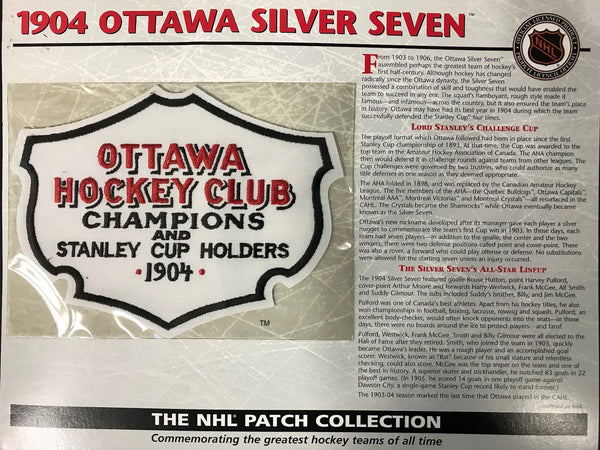 1904 OTTAWA SILVER SEVEN™
OFFICIAL LICENSED PRODUCT
NHL
From 1903 to 1906, the Ottawa Silver Seven™
assembled perhaps the greatest team of hockey's
first half-century. Although hockey has changed
radically since the Ottawa dynasty, the Silver Seven
possessed a combination of skill and toughness that would have enabled the
team to succeed in any era. The squad's flamboyant, rough style made it
famous—and infamous—across the country, but it also ensured the team's place
in history. Ottawa may have had its best year in 1904 during which the team
successfully defended the Stanley Cup® four times.
LORD STANLEY'S CHALLENGE CUP
The playoff format which Ottawa followed had been in place since the first
Stanley Cup championship of 1893. At that time, the Cup was awarded to the
top team in the Amateur Hockey Association of Canada. The AHA champion
then would defend it in challenge rounds against teams from other leagues. The
Cup challenges were governed by two trustees, who could authorize as many
title defenses in one season as they deemed appropriate.
The AHA folded in 1898, and was replaced by the Canadian Amateur Hockey
League. The five members of the AHA—the Quebec Bulldogs™, Ottawa Capitals™,
Montreal AAA™, Montreal Victorias™ and Montreal Crystals™—all resurfaced in the
CAHL. The Crystals became the Shamrocks™ while Ottawa eventually became
known as the Silver Seven.
Ottawa's new nickname developed after its manager gave each player a silver
nugget to commemorate the team's first Cup win in 1903. In those days, each
team had seven players—in addition to the goalie, the center and the two
wingers, there were two defense positions called point and cover-point. There
was also a rover, a forward who could play offense or defense. No substitutions
were allowed for the starting seven unless an injury occurred.
THE SILVER SEVEN'S ALL-STAR LINEUP
The 1904 Silver Seven featured goalie Bouse Hutton, point Harvey Pulford,
cover-point Arthur Moore and forwards Harry Westwick, Frank McGee, Alf Smith
and Suddy Gilmour. The subs included Suddy's brother, Billy, and Jim McGee.
Pulford was one of Canada's best athletes. Apart from his hockey titles, he also
won championships in football, boxing, lacrosse, rowing and squash. Pulford, an
excellent body-checker, would often knock opponents into the seats—in those
days, there were no boards around the ice to protect players—and fans!
Pulford, Westwick, Frank McGee, Smith and Billy Gilmour were all elected to the
Hall of Fame after they retired. Smith, who joined the team in 1903, quickly
became Ottawa's leader. He was a rough player and an accomplished goal
scorer. Westwick, known as "Rat" because of his small stature and relentless
checking, could also score. McGee was the top sniper on the team and one of
the best in history. A superior skater and stickhandler, he notched 63 goals in 22
playoff games. (In 1905, he scored 14 goals in one playoff game against
Dawson City, a single-game Stanley Cup record likely to stand forever.)
The 1903-04 season marked the last time that Ottawa played in the CAHL.
OTTAWA
HOCKEY CLUB
CHAMPIONS
AND
STANLEY CUP HOLDERS
•1904•
TM
THE NHL® PATCH COLLECTION
Commemorating the greatest hockey teams of all time